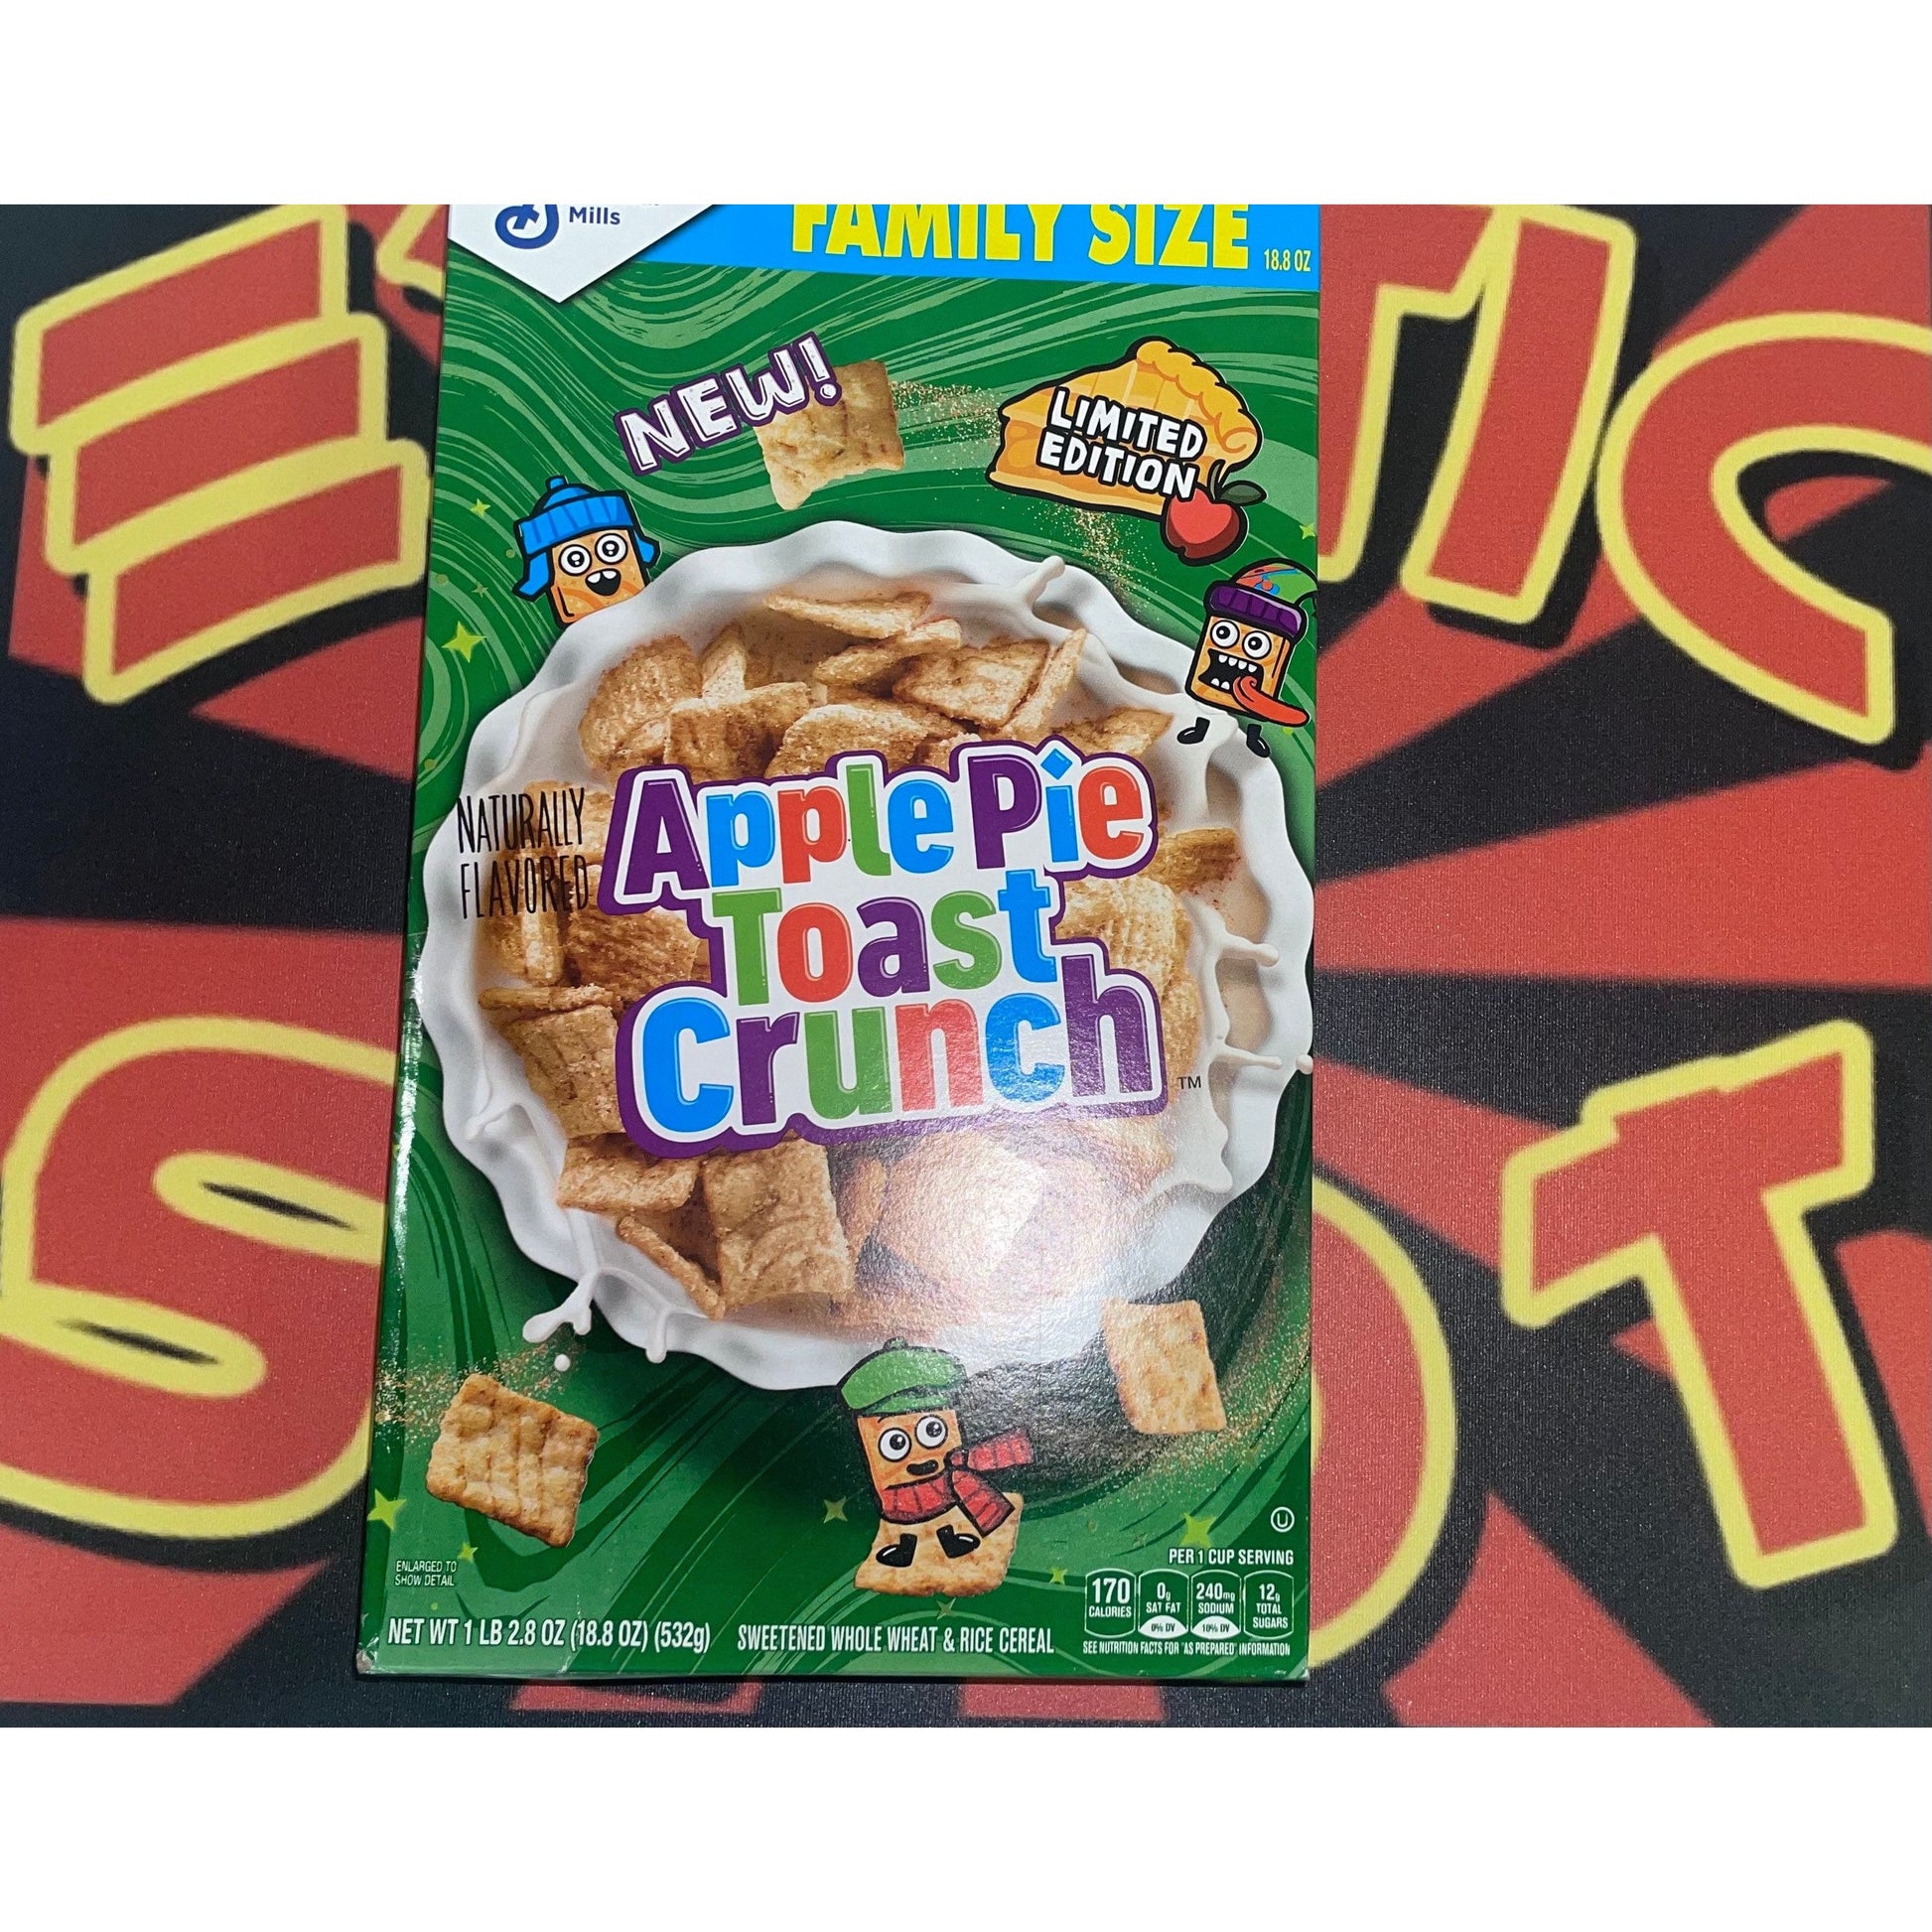 Mills
FAMILY SIZE
18.8 OZ
NEW!
LIMITED
EDITION
NATURALLY
FLAVORED
Apple Pie
Toast
Crunch
TM
U
ENLARGED TO
SHOW DETAIL
PER 1 CUP SERVING
170
CALORIES
0g
SAT FAT
0% DV
240mg
SODIUM
10% DV
12g
TOTAL
SUGARS
NET WT 1 LB 2.8 OZ (18.8 OZ) (532g)
SWEETENED WHOLE WHEAT & RICE CEREAL
SEE NUTRITION FACTS FOR "AS PREPARED" INFORMATION